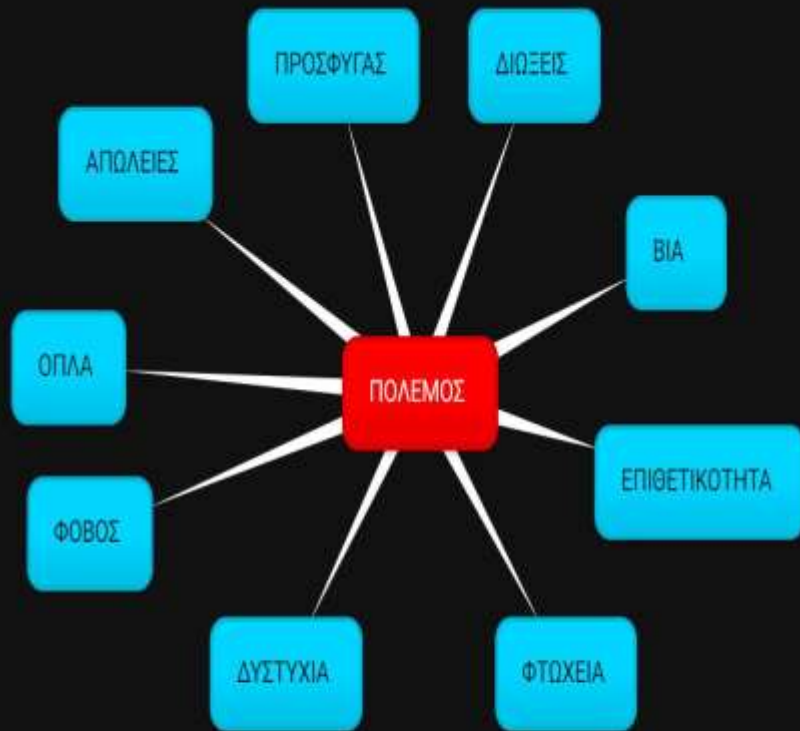 ΠΡΟΣΦΥΓΑΣ
ΔΙΩΞΕΙΣ
ΑΠΩΛΕΙΕΣ
ΒΙΑ
ΟΠΛΑ
ΠΟΛΕΜΟΣ
ΕΠΙΘΕΤΙΚΟΤΗΤΑ
ΦΟΒΟΣ
ΔΥΣΤΥΧΙΑ
ΦΤΩΧΕΙΑ